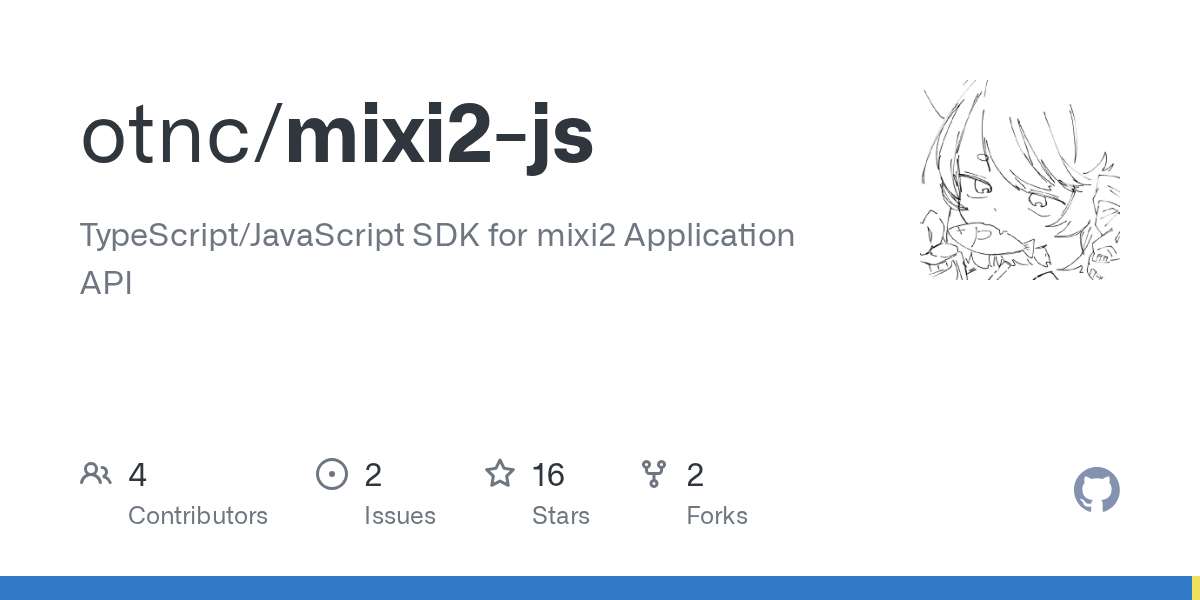 otnc/mixi2-js
TypeScript/JavaScript SDK for mixi2 Application
API
4
Contributors
2
Issues
16
Stars
2
Forks